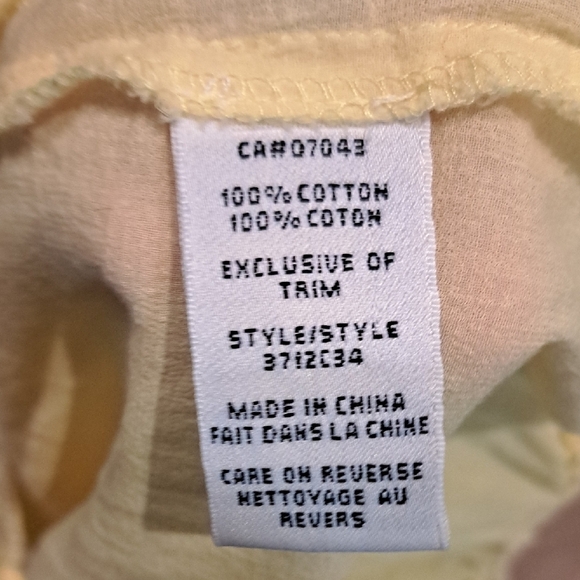 CA#07043
100% COTTON
100% COTON
EXCLUSIVE OF
TRIM
STYLE/STYLE
3712C34
MADE IN CHINA
FAIT DANS LA CHINE
CARE ON REVERSE
NETTOYAGE AU
REVERS